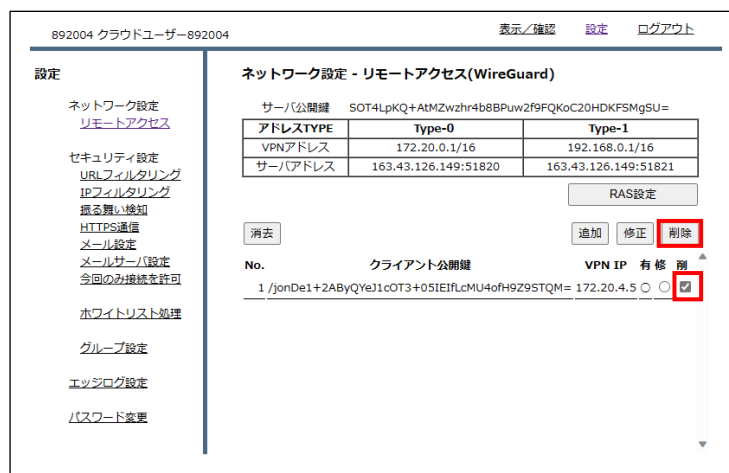 892004 クラウドユーザー892004 表示／確認 設定 ログアウト
設定
ネットワーク設定
リモートアクセス
セキュリティ設定
URLフィルタリング
IPフィルタリング
振る舞い検知
HTTPS通信
メール設定
メールサーバ設定
今回のみ接続を許可
ホワイトリスト処理
グループ設定
エッジログ設定
パスワード変更
ネットワーク設定 - リモートアクセス(WireGuard)
サーバ公開鍵 SOT4LpKQ+AtMZwzhr4b8BPuw2f9FQKoC20HDKFSMgSU=
アドレスTYPE Type-0 Type-1
VPNアドレス 172.20.0.1/16 192.168.0.1/16
サーバアドレス 163.43.126.149:51820 163.43.126.149:51821
RAS設定
消去 追加 修正 削除
No. クライアント公開鍵 VPN IP 有 修 削
1 /jonDe1+2AByQYeJ1cOT3+05IEIfLcMU4ofH9Z9STQM= 172.20.4.5